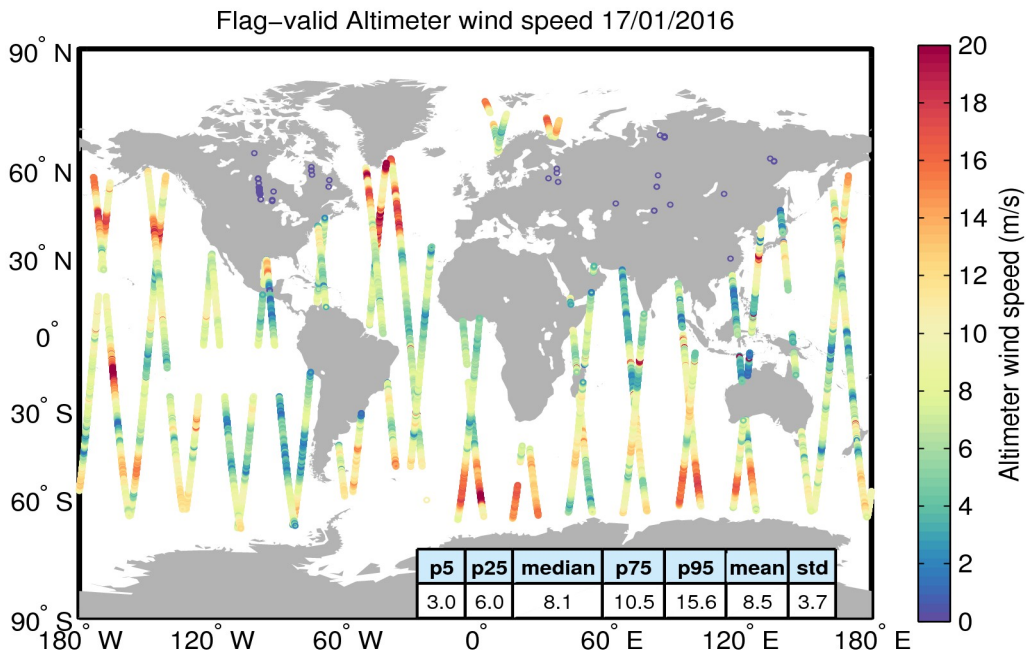 Flag−valid Altimeter wind speed 17/01/2016
90° N
60° N
30° N
0°
30° S
60° S
90° S
180° W
120° W
60° W
0°
60° E
120° E
180° E
p5 p25 median p75 p95 mean std
3.0 6.0 8.1 10.5 15.6 8.5 3.7
20
18
16
14
12
10
8
6
4
2
0
Altimeter wind speed (m/s)